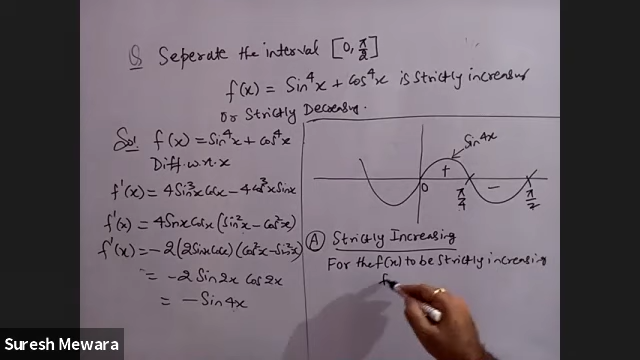 Q Seperate the interval [0, π/2]
f(x) = Sin⁴x + Cos⁴x is strictly increasing
or strictly Decreasing.
Sol. f(x) = Sin⁴x + Cos⁴x
Diff. w.r.x
f'(x) = 4Sin³x Cosx − 4Cos³x Sinx
f'(x) = 4Sinx Cosx (Sin²x − Cos²x)
f'(x) = −2(2Sinx Cosx)(Cos²x − Sin²x)
= −2 Sin2x Cos2x
= − Sin4x
Sin4x
+
0 π/4 − π/2
(A) Strictly Increasing
For the f(x) to be strictly increasing
f
Suresh Mewara